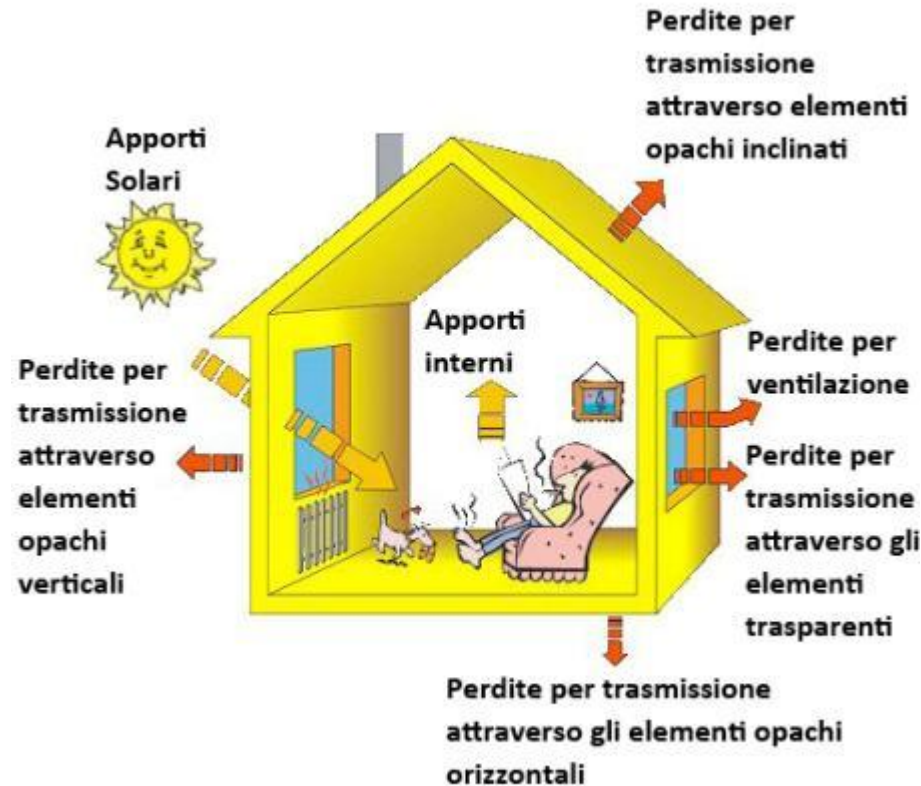 Perdite per
trasmissione
attraverso elementi
opachi inclinati
Apporti
Solari
Apporti
interni
Perdite per
ventilazione
Perdite per
trasmissione
attraverso
elementi
opachi
verticali
Perdite per
trasmissione
attraverso gli
elementi
trasparenti
Perdite per trasmissione
attraverso gli elementi opachi
orizzontali